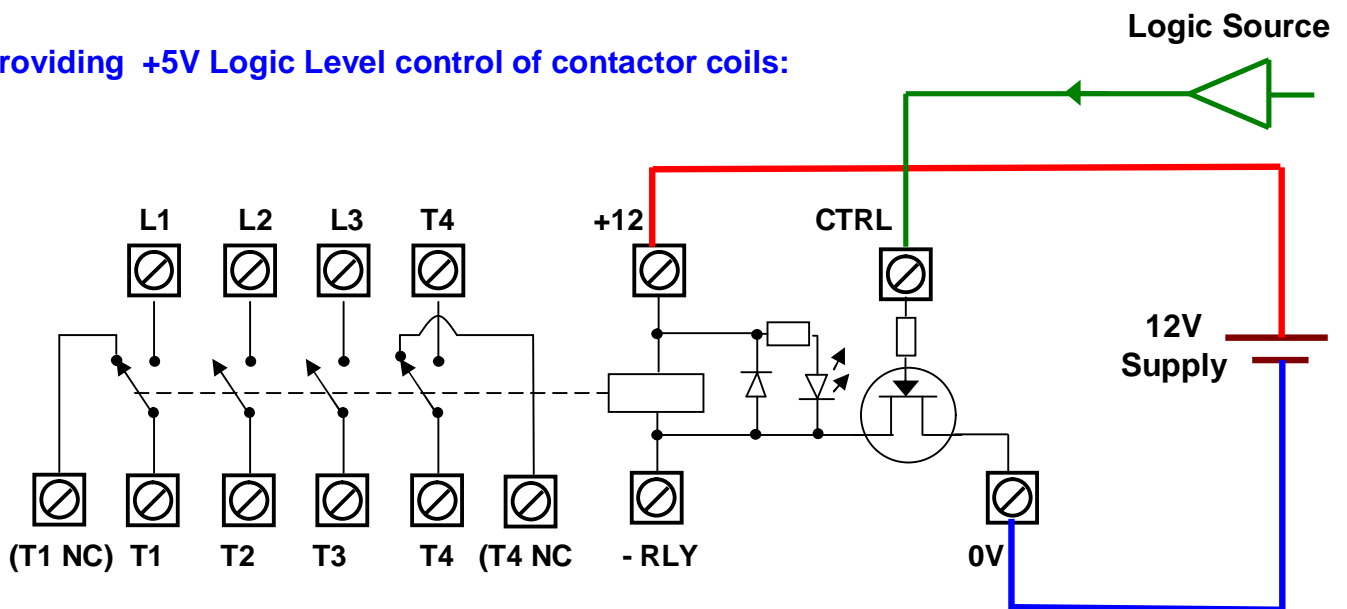 Logic Source
roviding +5V Logic Level control of contactor coils:
L1 L2 L3 T4 +12 CTRL
12V
Supply
(T1 NC) T1 T2 T3 T4 (T4 NC - RLY 0V